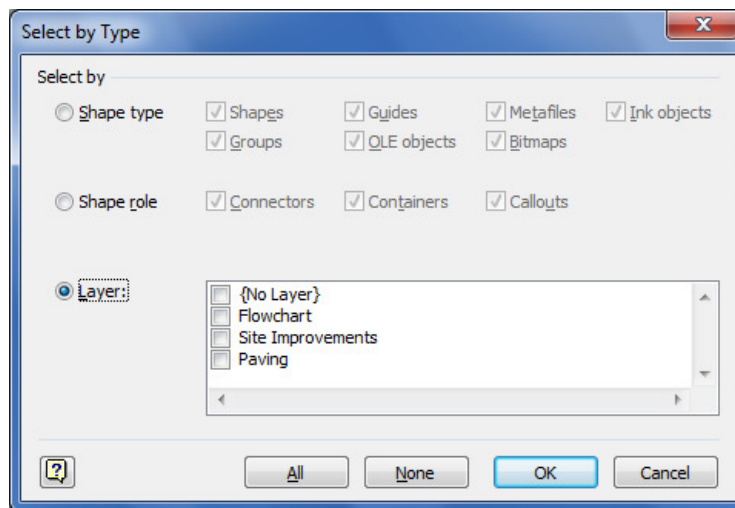 Select by Type
Select by
Shape type Shapes Guides Metafiles Ink objects
Groups OLE objects Bitmaps
Shape role Connectors Containers Callouts
Layer: {No Layer}
Flowchart
Site Improvements
Paving
? All None OK Cancel